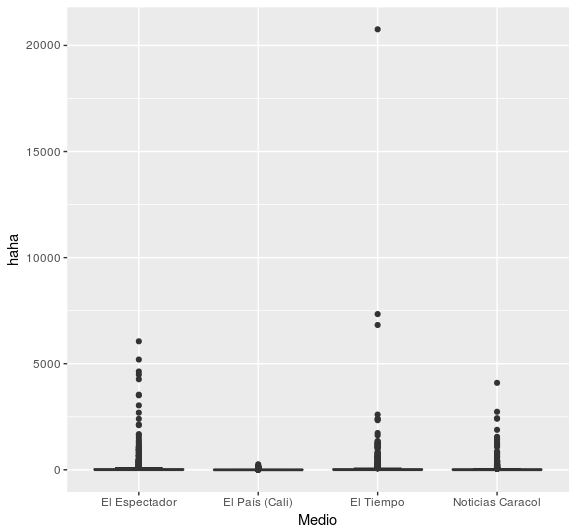 20000
15000
10000
5000
0
haha
El Espectador
El País (Cali)
El Tiempo
Noticias Caracol
Medio